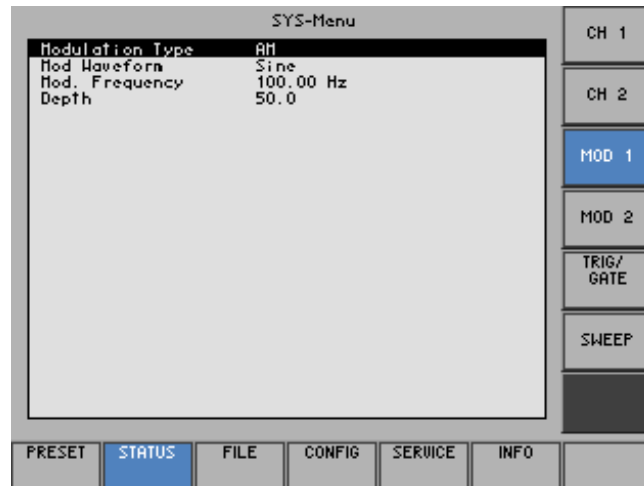 SYS-Menu
Modulation Type AM
Mod Waveform Sine
Mod. Frequency 100.00 Hz
Depth 50.0
CH 1
CH 2
MOD 1
MOD 2
TRIG/
GATE
SWEEP
PRESET STATUS FILE CONFIG SERVICE INFO